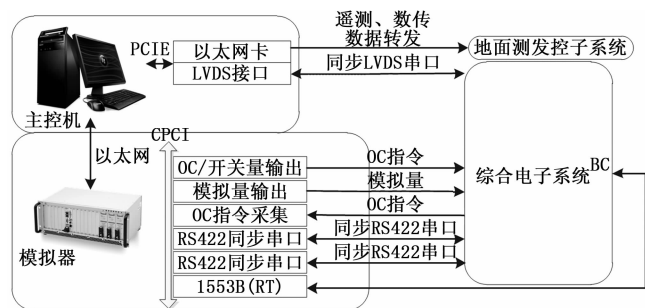 遥测、数传
数据转发
PCIE
以太网卡
地面测发控子系统
LVDS接口
同步LVDS串口
主控机
CPCI
以太网
OC/开关量输出
OC指令
综合电子系统
BC
模拟量输出
模拟量
OC指令采集
OC指令
RS422同步串口
同步RS422串口
模拟器
RS422同步串口
同步RS422串口
1553B(RT)